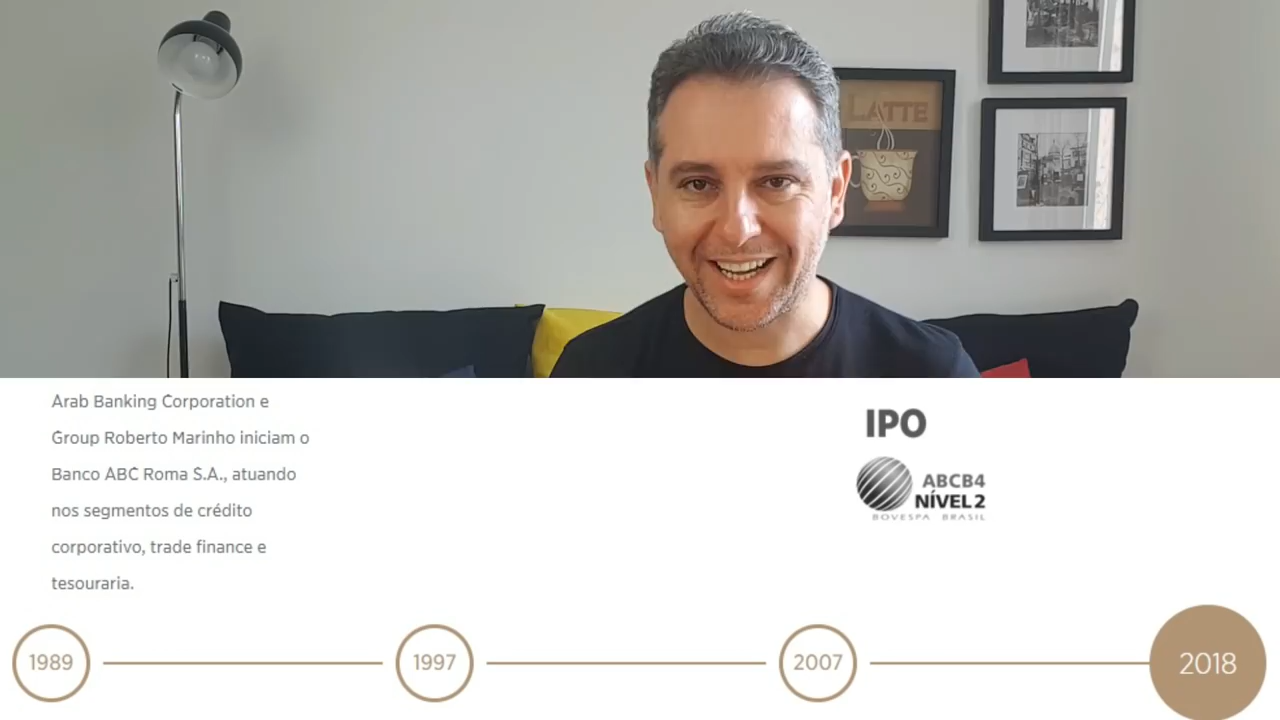 LATTE
Arab Banking Corporation e
Group Roberto Marinho iniciam o
Banco ABC Roma S.A., atuando
nos segmentos de crédito
corporativo, trade finance e
tesouraria.
IPO
ABCB4
NÍVEL 2
BOVESPA BRASIL
1989
1997
2007
2018